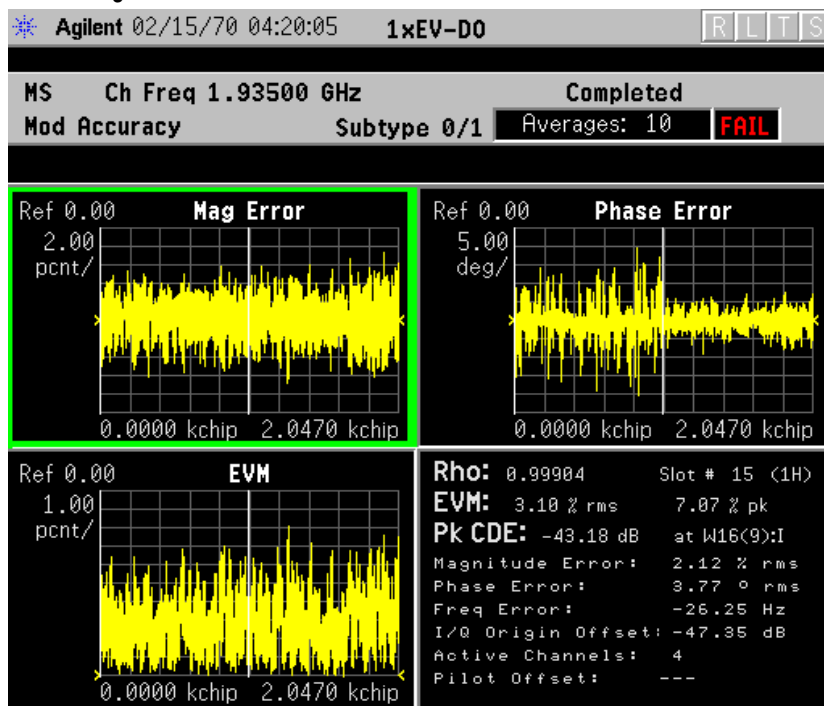 Agilent 02/15/70 04:20:05 1xEV-DO R L T S
MS Ch Freq 1.93500 GHz Completed
Mod Accuracy Subtype 0/1 Averages: 10 FAIL
Ref 0.00 Mag Error
2.00
pcnt/
0.0000 kchip 2.0470 kchip
Ref 0.00 Phase Error
5.00
deg/
0.0000 kchip 2.0470 kchip
Ref 0.00 EVM
1.00
pcnt/
0.0000 kchip 2.0470 kchip
Rho: 0.99904 Slot # 15 (1H)
EVM: 3.10 % rms 7.07 % pk
Pk CDE: -43.18 dB at W16(9):I
Magnitude Error: 2.12 % rms
Phase Error: 3.77 º rms
Freq Error: -26.25 Hz
I/Q Origin Offset: -47.35 dB
Active Channels: 4
Pilot Offset: ---